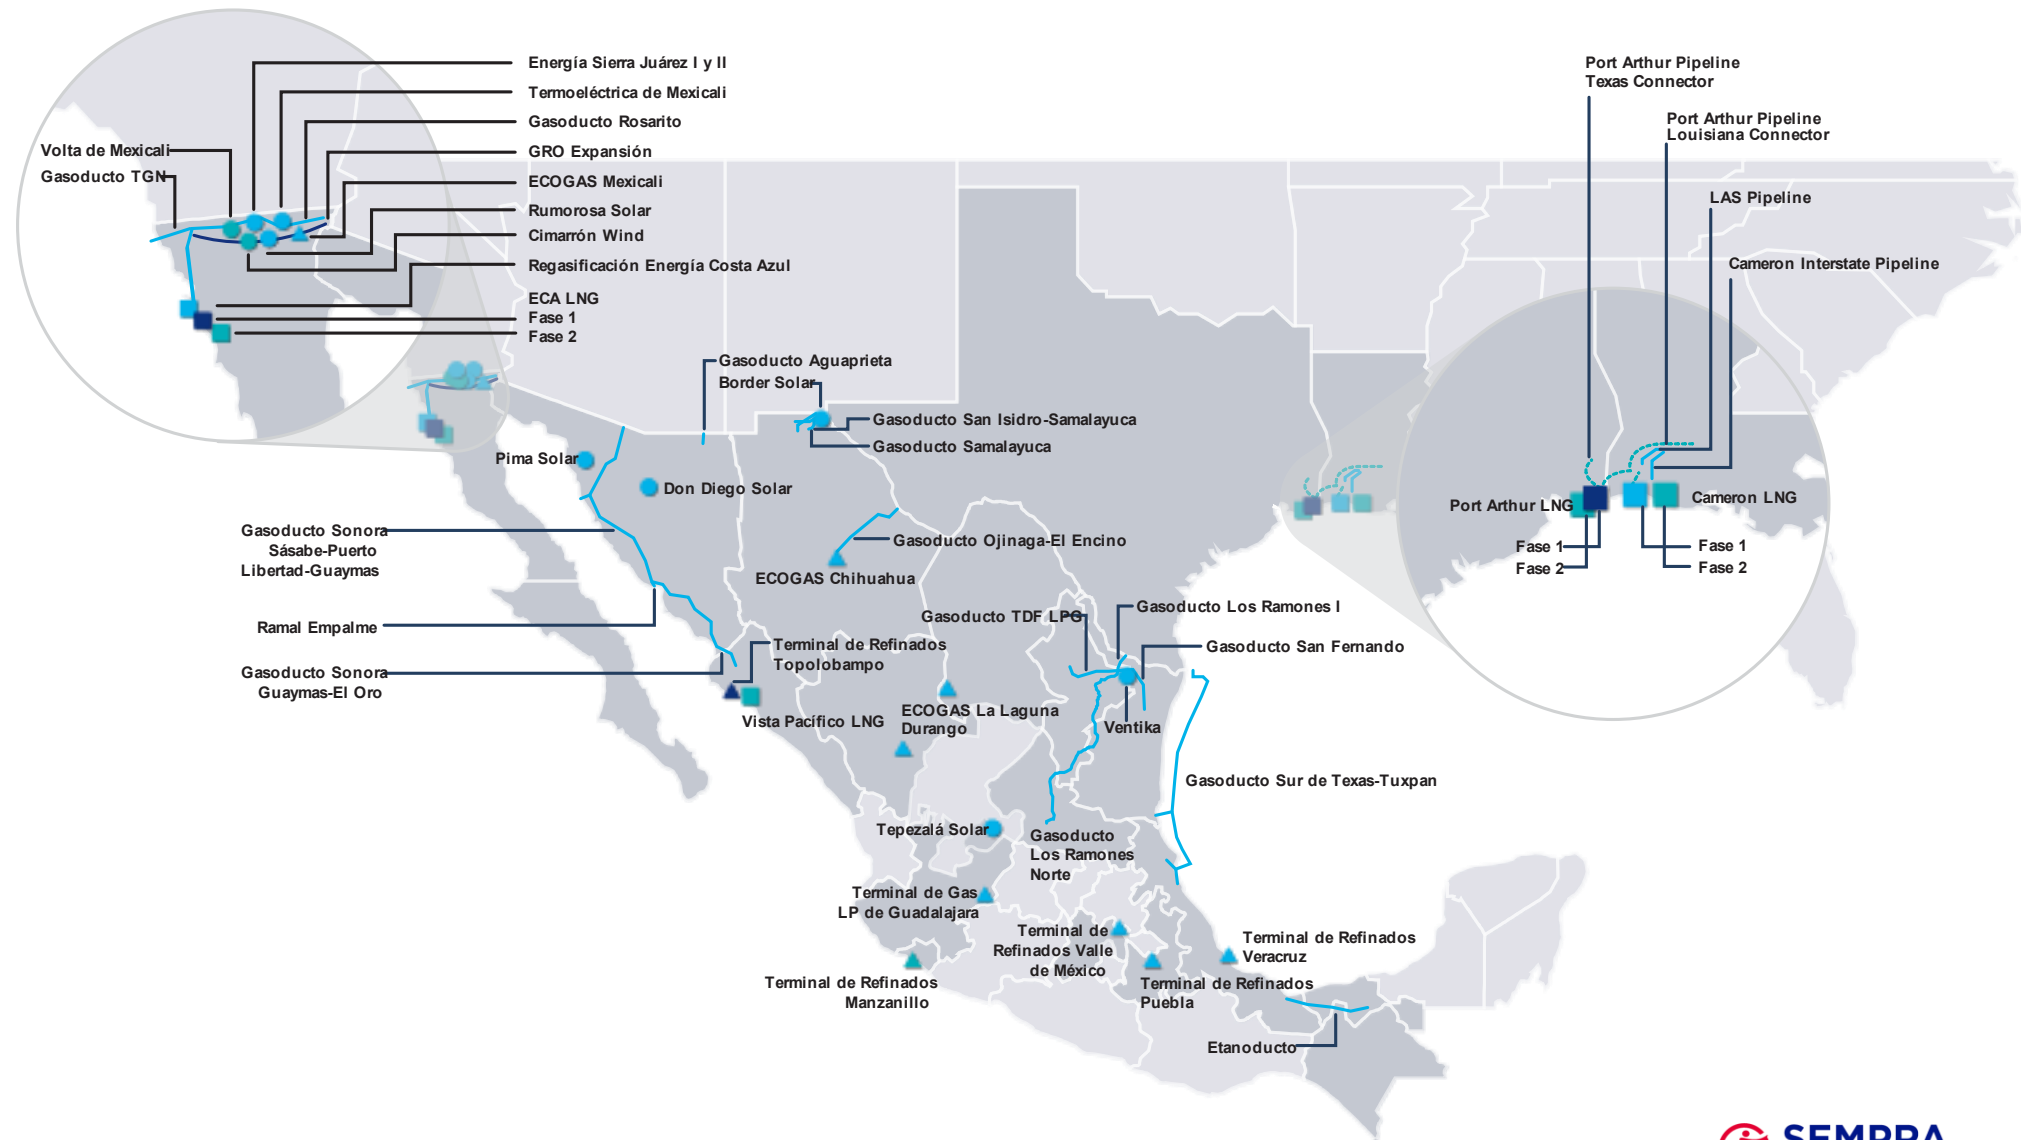 Energía Sierra Juárez I y II
Termoeléctrica de Mexicali
Gasoducto Rosarito
GRO Expansión
ECOGAS Mexicali
Rumorosa Solar
Cimarrón Wind
Regasificación Energía Costa Azul
ECA LNG
Fase 1
Fase 2
Volta de Mexicali
Gasoducto TGN
Port Arthur Pipeline
Texas Connector
Port Arthur Pipeline
Louisiana Connector
LAS Pipeline
Cameron Interstate Pipeline
Port Arthur LNG
Fase 1
Fase 2
Cameron LNG
Fase 1
Fase 2
Gasoducto Aguaprieta
Border Solar
Gasoducto San Isidro-Samalayuca
Gasoducto Samalayuca
Pima Solar
Don Diego Solar
Gasoducto Sonora
Sásabe-Puerto
Libertad-Guaymas
Gasoducto Ojinaga-El Encino
ECOGAS Chihuahua
Ramal Empalme
Gasoducto TDF LPG
Gasoducto Los Ramones I
Gasoducto San Fernando
Terminal de Refinados
Topolobampo
Gasoducto Sonora
Guaymas-El Oro
Vista Pacífico LNG
ECOGAS La Laguna
Durango
Ventika
Gasoducto Sur de Texas-Tuxpan
Tepezalá Solar
Gasoducto
Los Ramones
Norte
Terminal de Gas
LP de Guadalajara
Terminal de
Refinados Valle
de México
Terminal de Refinados
Veracruz
Terminal de Refinados
Manzanillo
Terminal de Refinados
Puebla
Etanoducto
SEMPRA